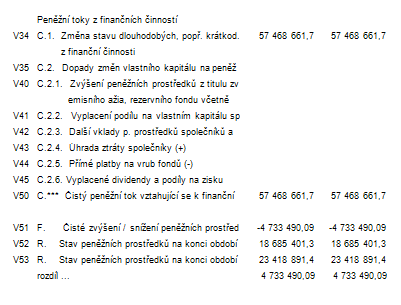 Peněžní toky z finančních činností
V34 C.1. Změna stavu dlouhodobých, popř. krátkod. 57 468 661,7 57 468 661,7
z finanční činnosti
V35 C.2. Dopady změn vlastního kapitálu na peněž
V40 C.2.1. Zvýšení peněžních prostředků z titulu zv
emisního ažia, rezervního fondu včetně
V41 C.2.2. Vyplacení podílu na vlastním kapitálu sp
V42 C.2.3. Další vklady p. prostředků společníků a
V43 C.2.4. Úhrada ztráty společníky (+)
V44 C.2.5. Přímé platby na vrub fondů (-)
V45 C.2.6. Vyplacené dividendy a podíly na zisku
V50 C.*** Čistý peněžní tok vztahující se k finanční 57 468 661,7 57 468 661,7
V51 F. Čisté zvýšení / snížení peněžních prostřed -4 733 490,09 -4 733 490,09
V52 R. Stav peněžních prostředků na konci období 18 685 401,3 18 685 401,3
V53 R. Stav peněžních prostředků na konci období 23 418 891,4 23 418 891,4
rozdíl ... 4 733 490,09 4 733 490,09